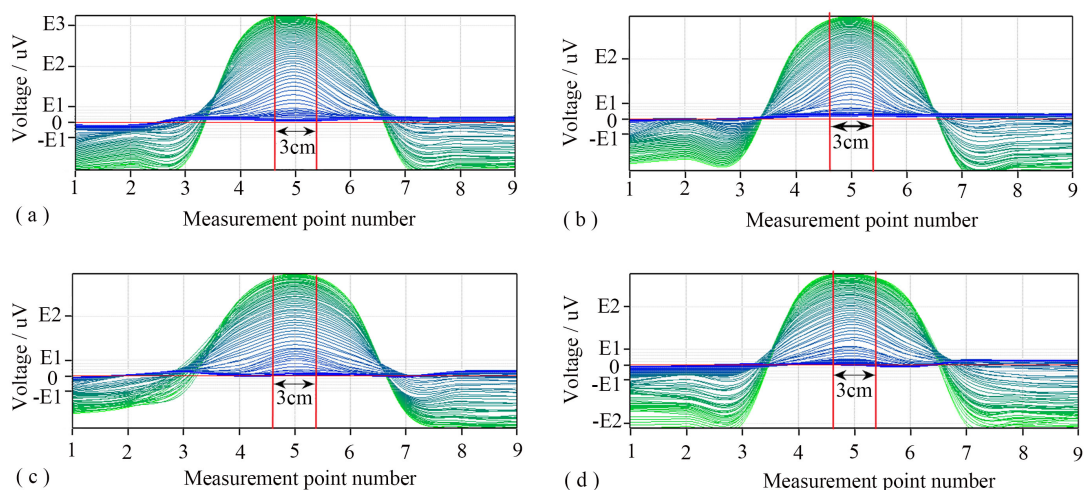 Voltage / uV
E3
E2
E1
0
-E1
3cm
1 2 3 4 5 6 7 8 9
Measurement point number
( a )
Voltage / uV
E2
E1
0
-E1
3cm
1 2 3 4 5 6 7 8 9
Measurement point number
( b )
Voltage / uV
E2
E1
0
-E1
3cm
1 2 3 4 5 6 7 8 9
Measurement point number
( c )
Voltage / uV
E2
E1
0
-E1
-E2
3cm
1 2 3 4 5 6 7 8 9
Measurement point number
( d )